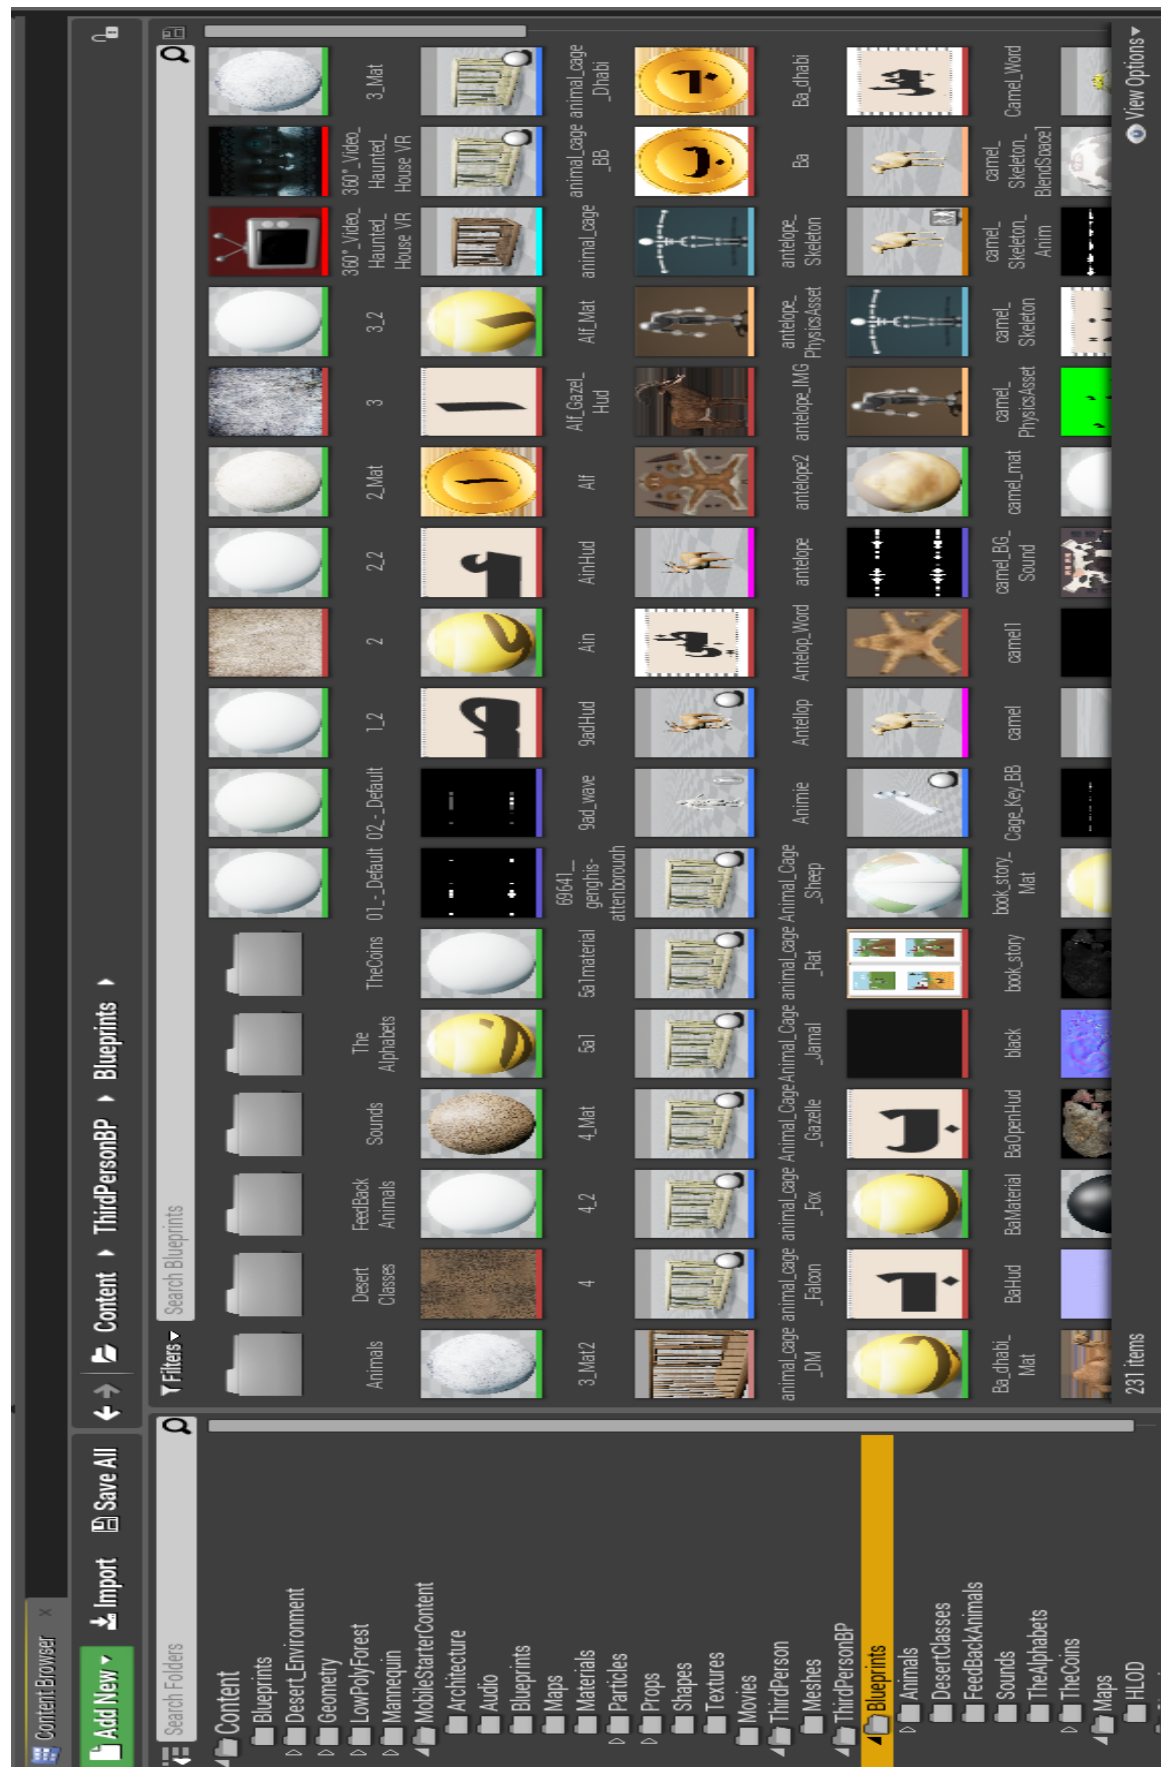 Content Browser x
Add New Import Save All Content ThirdPersonBP Blueprints
Search Folders
Content
Blueprints
Desert_Environment
Geometry
LowPolyForest
Mannequin
MobileStarterContent
Architecture
Audio
Blueprints
Maps
Materials
Particles
Props
Shapes
Textures
Movies
ThirdPerson
Meshes
ThirdPersonBP
Blueprints
Animals
DesertClasses
FeedBackAnimals
Sounds
TheAlphabets
TheCoins
Maps
HLOD
Filters Search Blueprints
Animals
Desert
Classes
FeedBack
Animals
Sounds
The
Alphabets
TheCoins
01_-_Default
02_-_Default
1_2
2
2_2
2_Mat
3
3_2
360°_Video_
Haunted_
House VR
360°_Video_
Haunted_
House VR
3_Mat
3_Mat2
4
4_2
4_Mat
5a1
5a1material
69641__
genghis-
attenborough
9ad_wave
9adHud
Ain
AinHud
Alf
Alf_Gazel_
Hud
Alf_Mat
animal_cage
animal_cage
_BB
animal_cage
_Dhabi
animal_cage
_DM
animal_cage
_Falcon
animal_cage
_Fox
Animal_Cage
_Gazelle
Animal_Cage
_Jamal
animal_cage
_Rat
Animal_Cage
_Sheep
Animie
Antellop
Antelop_Word
antelope
antelope2
antelope_IMG
antelope_
PhysicsAsset
antelope_
Skeleton
Ba
Ba_dhabi
Ba_dhabi_
Mat
BaHud
BaMaterial
BaOpenHud
black
book_story
book_story_
Mat
Cage_Key_BB
camel
camel1
camel_BG_
Sound
camel_mat
camel_
PhysicsAsset
camel_
Skeleton
camel_
Skeleton_
Anim
camel_
Skeleton_
BlendSpace1
Camel_Word
231 items View Options